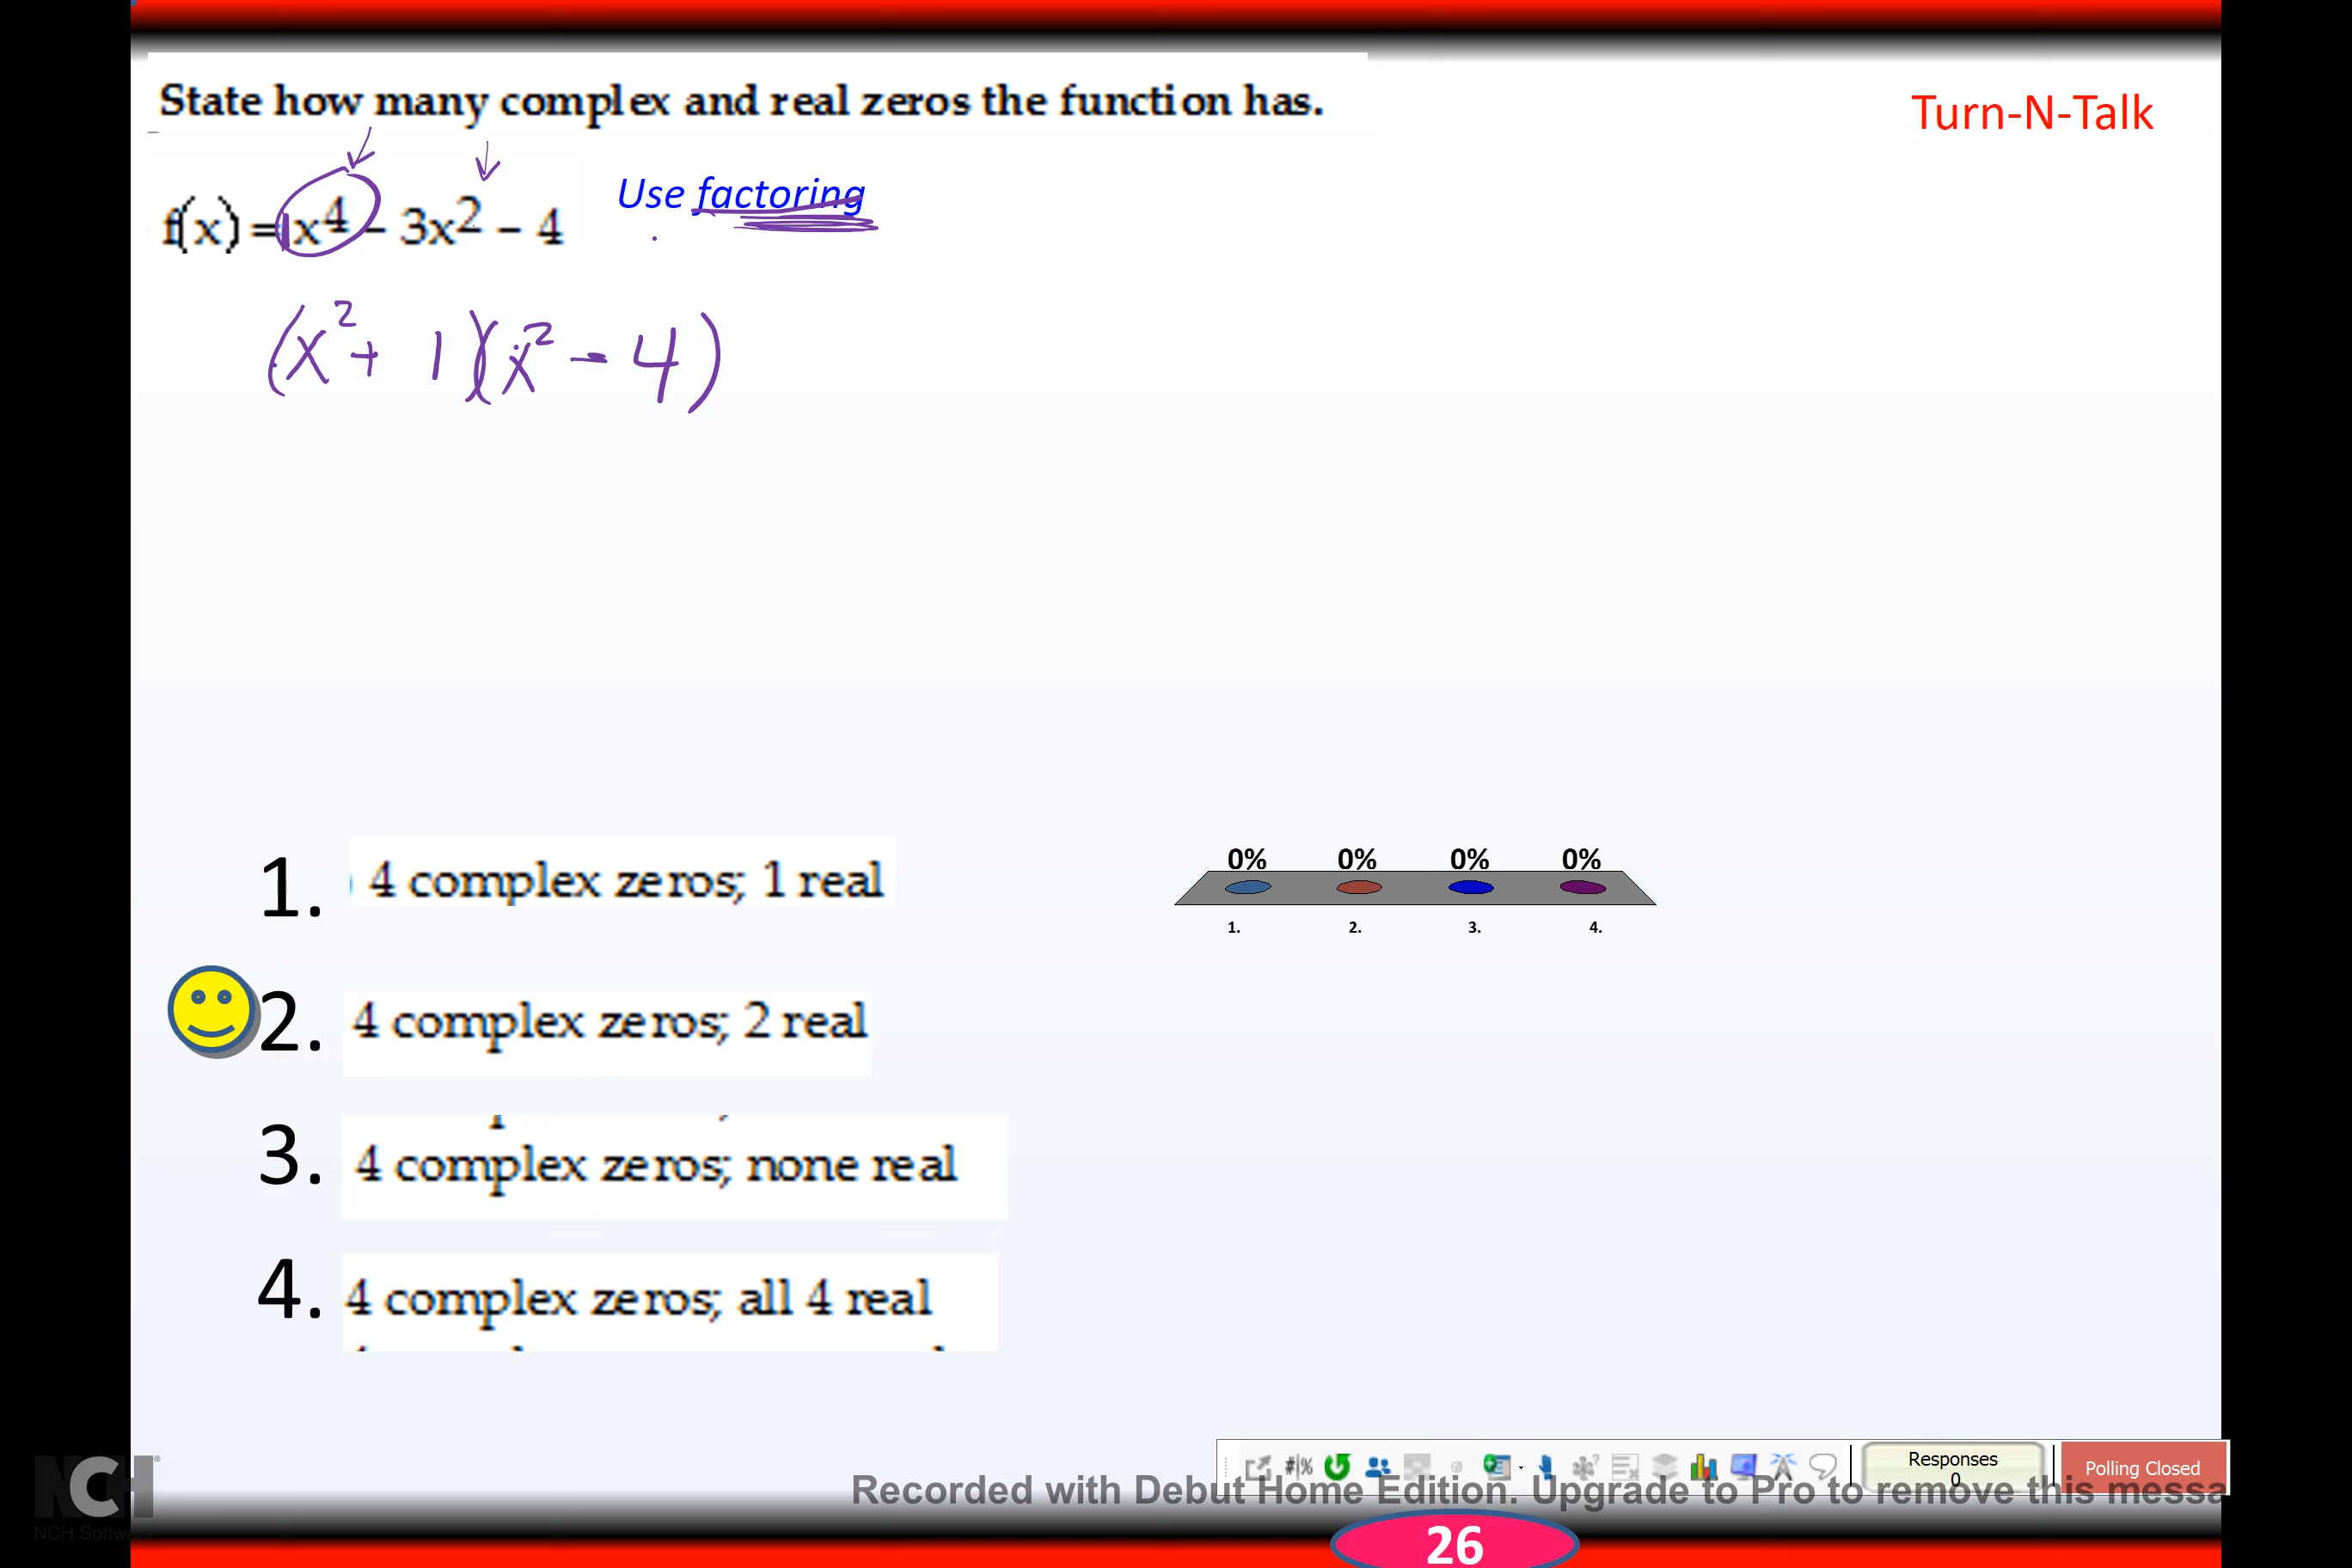 State how many complex and real zeros the function has.
Turn-N-Talk
f(x) = 1x⁴ - 3x² - 4
Use factoring
(x² + 1)(x² - 4)
1. 4 complex zeros; 1 real
2. 4 complex zeros; 2 real
3. 4 complex zeros; none real
4. 4 complex zeros; all 4 real
0% 0% 0% 0%
1. 2. 3. 4.
#|%
Responses
0
Polling Closed
Recorded with Debut Home Edition. Upgrade to Pro to remove this messa
NCH
NCH Software
26